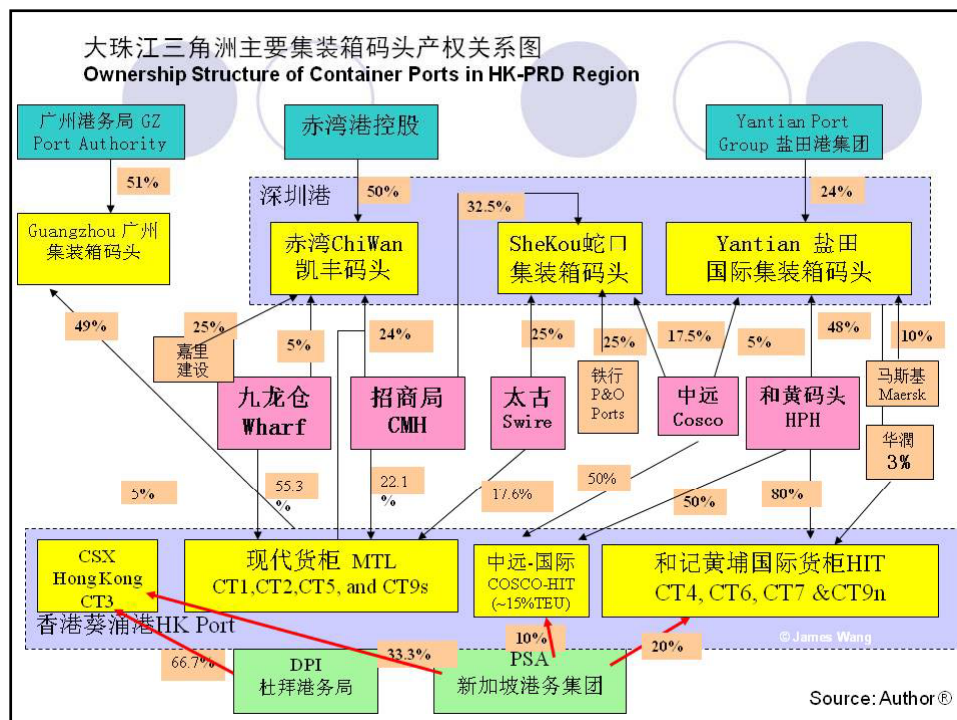 大珠江三角洲主要集装箱码头产权关系图
Ownership Structure of Container Ports in HK-PRD Region
广州港务局 GZ
Port Authority
赤湾港控股
Yantian Port
Group 盐田港集团
51%
50%
24%
深圳港
32.5%
Guangzhou 广州
集装箱码头
赤湾ChiWan
凯丰码头
SheKou蛇口
集装箱码头
Yantian 盐田
国际集装箱码头
49%
25%
5%
24%
25%
25%
17.5%
5%
48%
10%
嘉里
建设
九龙仓
Wharf
招商局
CMH
太古
Swire
铁行
P&O
Ports
中远
Cosco
和黄码头
HPH
马斯基
Maersk
华潤
3%
5%
55.3
%
22.1
%
17.6%
50%
50%
80%
CSX
HongKong
CT3
现代货柜 MTL
CT1,CT2,CT5, and CT9s
中远-国际
COSCO-HIT
(~15%TEU)
和记黄埔国际货柜HIT
CT4, CT6, CT7 &CT9n
香港葵涌港HK Port
©James Wang
66.7%
33.3%
10%
20%
DPI
杜拜港务局
PSA
新加坡港务集团
Source: Author®